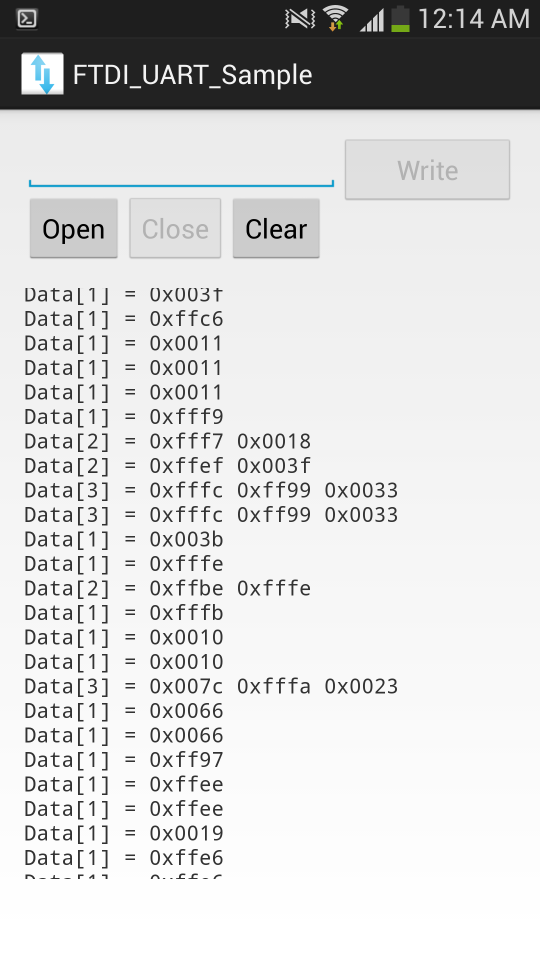 12:14 AM
FTDI_UART_Sample
Write
Open Close Clear
Data[1] = 0x003f
Data[1] = 0xffc6
Data[1] = 0x0011
Data[1] = 0x0011
Data[1] = 0x0011
Data[1] = 0xfff9
Data[2] = 0xfff7 0x0018
Data[2] = 0xffef 0x003f
Data[3] = 0xfffc 0xff99 0x0033
Data[3] = 0xfffc 0xff99 0x0033
Data[1] = 0x003b
Data[1] = 0xfffe
Data[2] = 0xffbe 0xfffe
Data[1] = 0xfffb
Data[1] = 0x0010
Data[1] = 0x0010
Data[3] = 0x007c 0xfffa 0x0023
Data[1] = 0x0066
Data[1] = 0x0066
Data[1] = 0xff97
Data[1] = 0xffee
Data[1] = 0xffee
Data[1] = 0x0019
Data[1] = 0xffe6